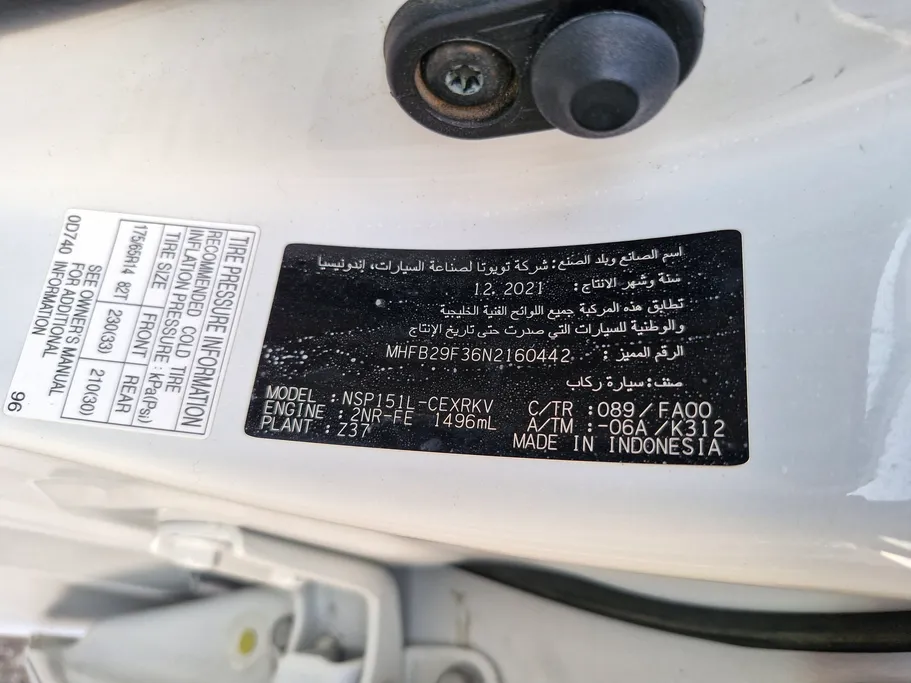 اسم الصانع وبلد الصنع: شركة تويوتا لصناعة السيارات، إندونيسيا
سنة وشهر الإنتاج: 12. 2021
تطابق هذه المركبة جميع اللوائح الفنية الخليجية
والوطنية للسيارات التي صدرت حتى تاريخ الإنتاج
الرقم المميز: MHFB29F36N2160442
صنف: سيارة ركاب
MODEL : NSP151L-CEXRKV
ENGINE : 2NR-FE 1496mL
PLANT : Z37
C/TR : 089/FA00
A/TM : -06A/K312
MADE IN INDONESIA
TIRE PRESSURE INFORMATION
RECOMMENDED COLD TIRE
INFLATION PRESSURE : kPa(Psi)
TIRE SIZE FRONT REAR
175/65R14 82T 230(33) 210(30)
SEE OWNER'S MANUAL
FOR ADDITIONAL
0D740 INFORMATION 96